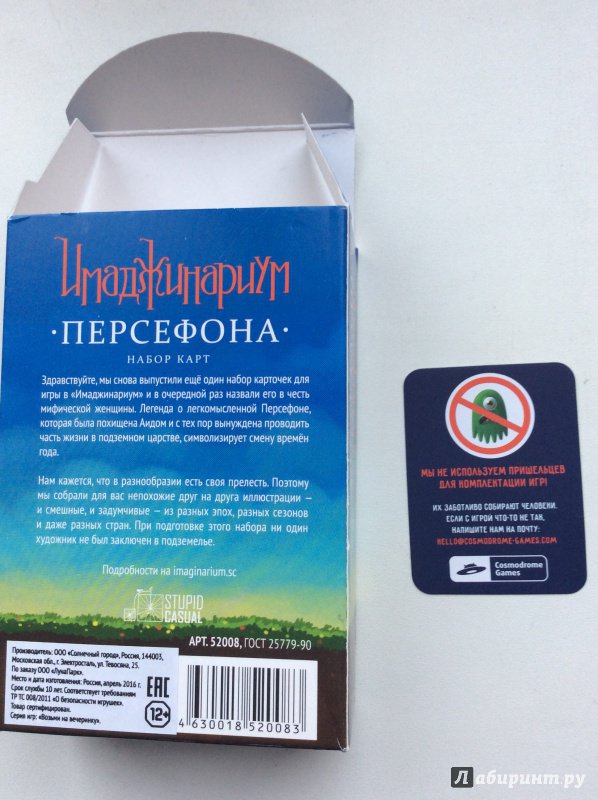 Имаджинариум
·ПЕРСЕФОНА·
НАБОР КАРТ
Здравствуйте, мы снова выпустили ещё один набор карточек для
игры в «Имаджинариум» и в очередной раз назвали его в честь
мифической женщины. Легенда о легкомысленной Персефоне,
которая была похищена Аидом и с тех пор вынуждена проводить
часть жизни в подземном царстве, символизирует смену времён
года.
Нам кажется, что в разнообразии есть своя прелесть. Поэтому
мы собрали для вас непохожие друг на друга иллюстрации —
и смешные, и задумчивые — из разных эпох, разных сезонов
и даже разных стран. При подготовке этого набора ни один
художник не был заключен в подземелье.
Подробности на imaginarium.sc
STUPID
CASUAL
АРТ. 52008, ГОСТ 25779-90
Производитель: ООО «Солнечный город», Россия, 144003,
Московская обл., г. Электросталь, ул. Тевосяна, 25.
По заказу ООО «ЛунаПарк».
Место и дата изготовления: Россия, апрель 2016 г.
Срок службы 10 лет. Соответствует требованиям
ТР ТС 008/2011 «О безопасности игрушек».
Товар сертифицирован.
Серия игр: «Возьми на вечеринку».
EAC
12+
4 630018 520083
МЫ НЕ ИСПОЛЬЗУЕМ ПРИШЕЛЬЦЕВ
ДЛЯ КОМПЛЕКТАЦИИ ИГР!
ИХ ЗАБОТЛИВО СОБИРАЮТ ЧЕЛОВЕКИ.
ЕСЛИ С ИГРОЙ ЧТО-ТО НЕ ТАК,
НАПИШИТЕ НАМ НА ПОЧТУ:
HELLO@COSMODROME-GAMES.COM
Cosmodrome
Games
Лабиринт.ру